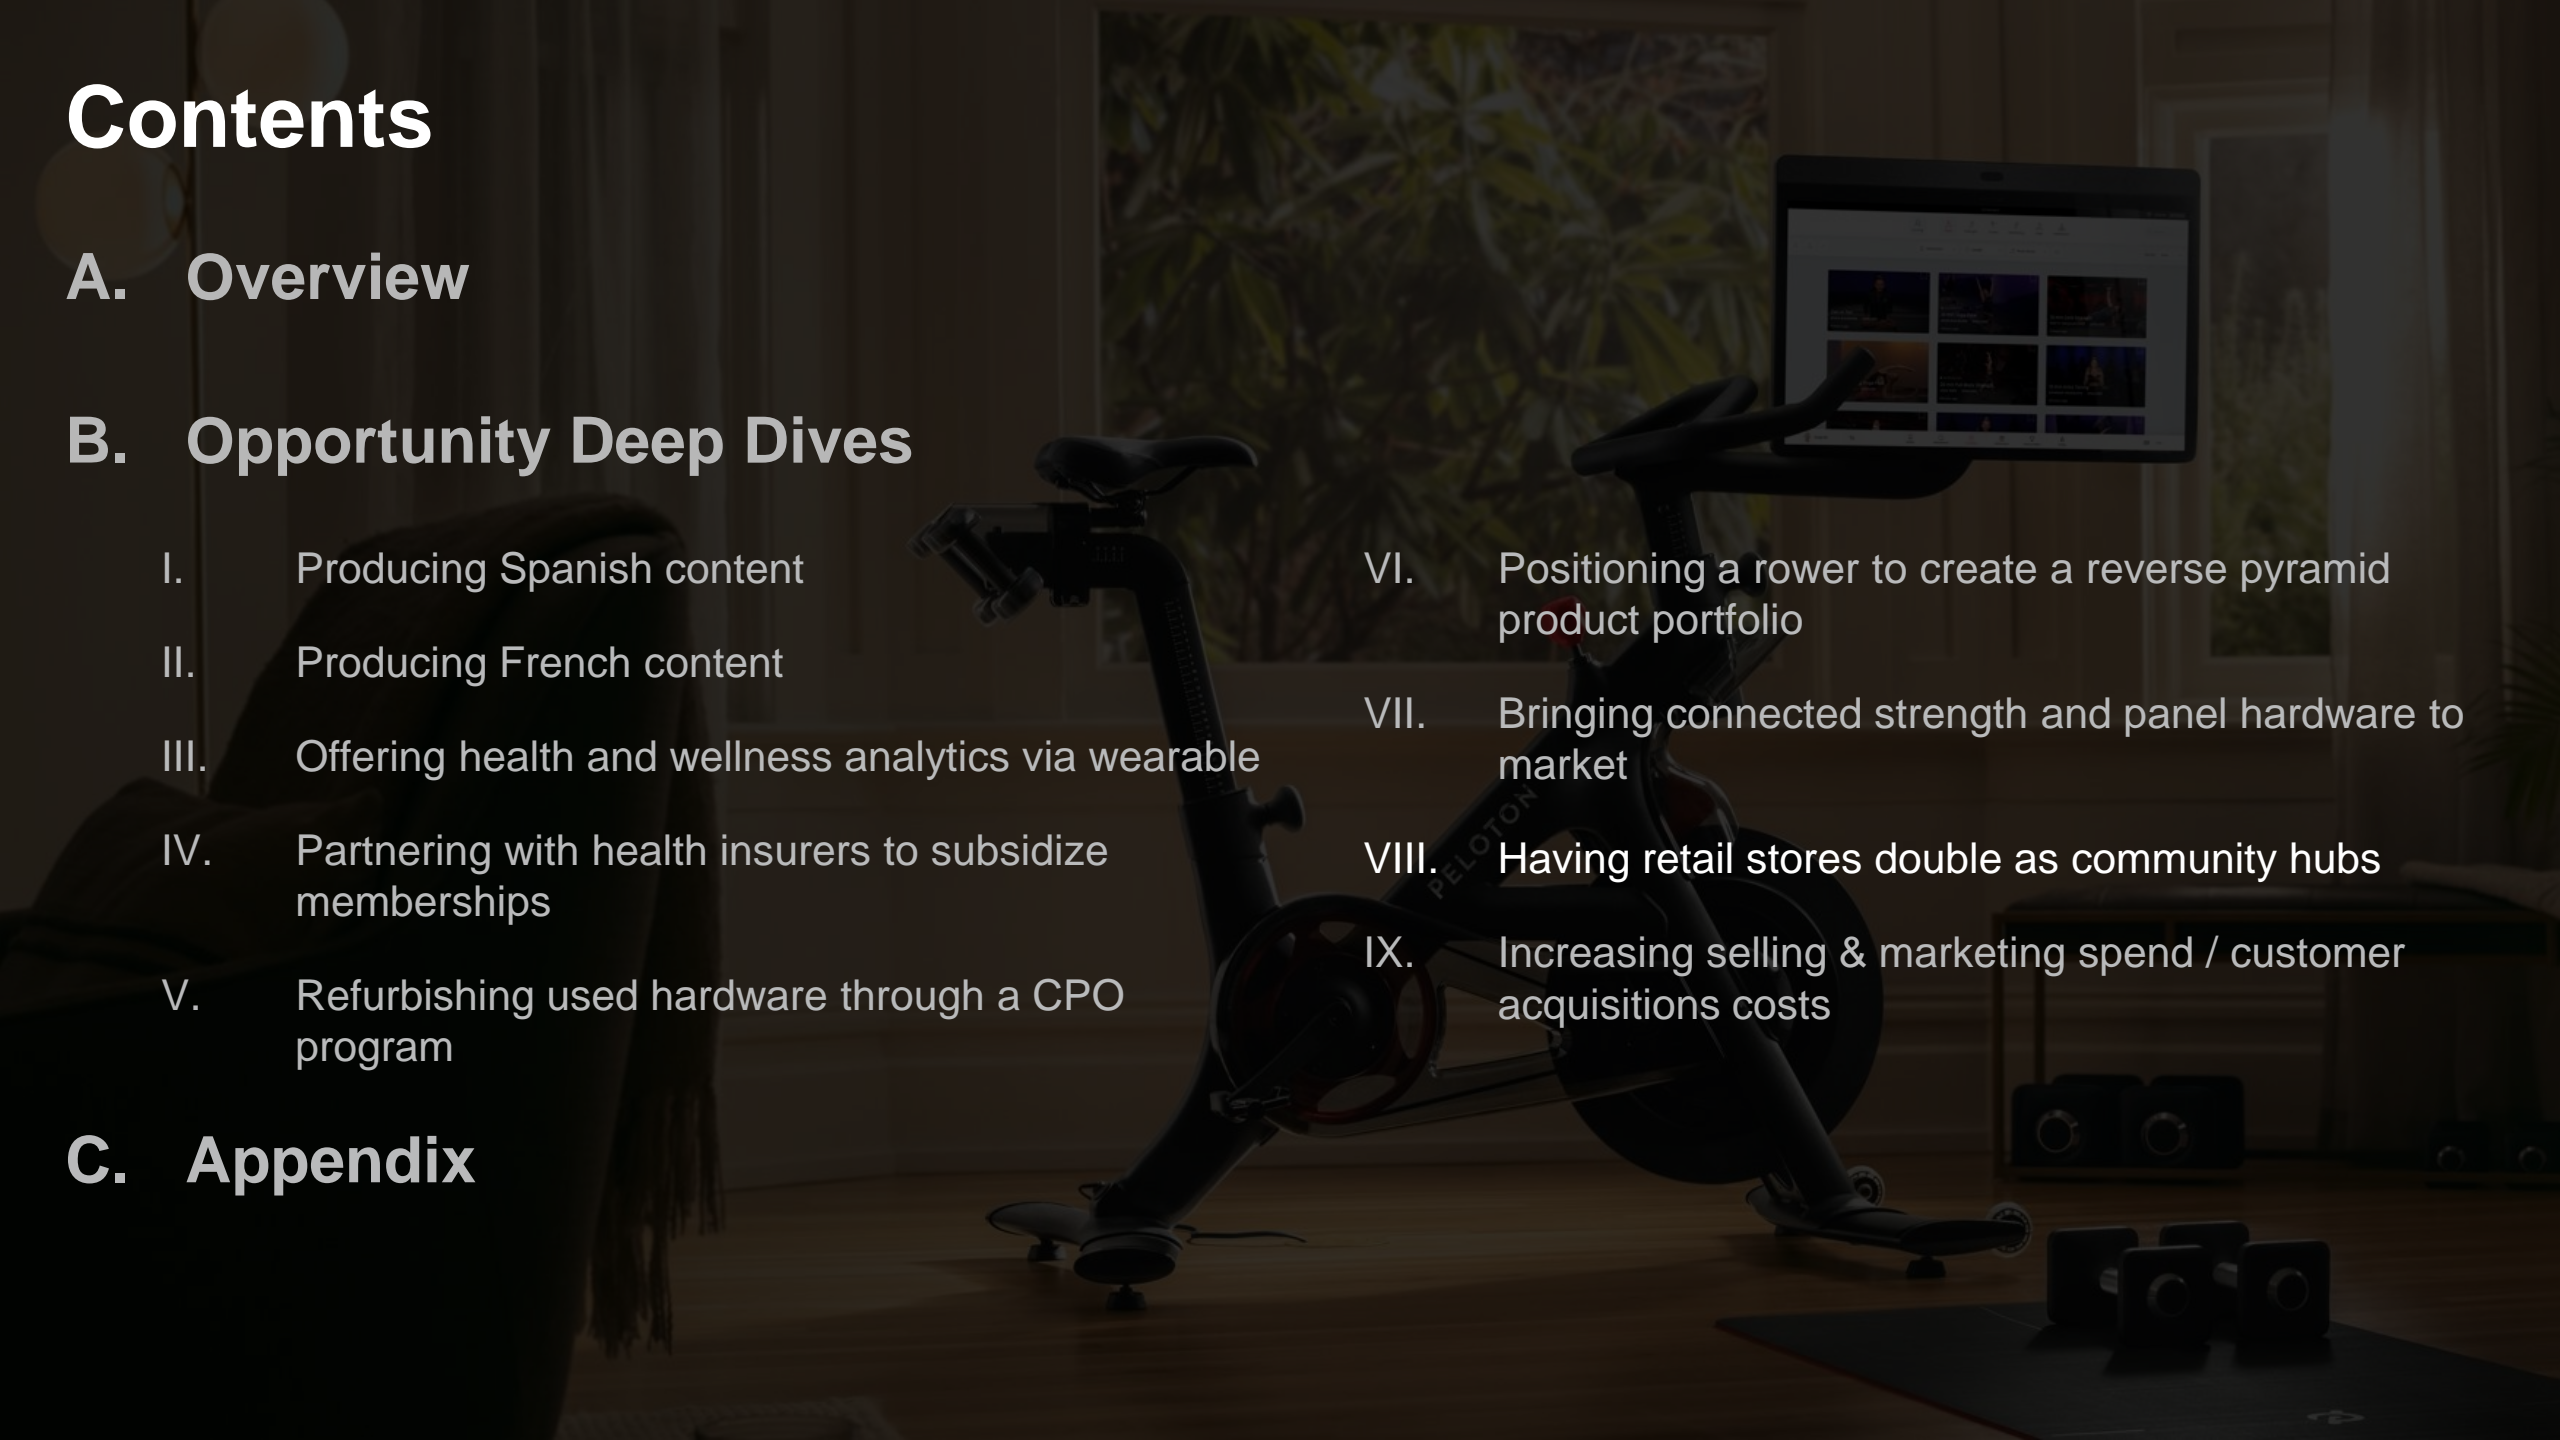 Contents
A. Overview
B. Opportunity Deep Dives
I. Producing Spanish content
II. Producing French content
III. Offering health and wellness analytics via wearable
IV. Partnering with health insurers to subsidize
memberships
V. Refurbishing used hardware through a CPO
program
VI. Positioning a rower to create a reverse pyramid
product portfolio
VII. Bringing connected strength and panel hardware to
market
VIII. Having retail stores double as community hubs
IX. Increasing selling & marketing spend / customer
acquisitions costs
C. Appendix
PELOTON